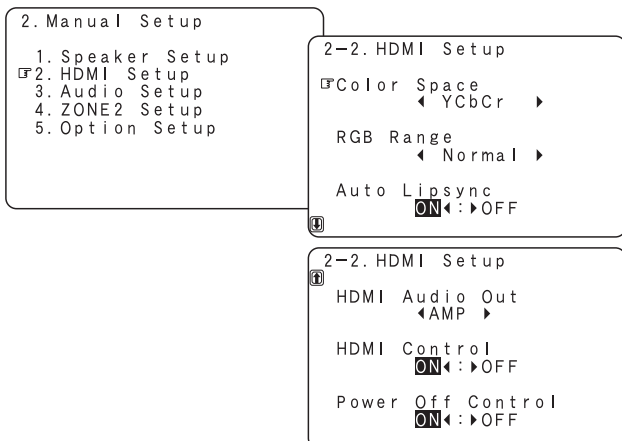 2. Manual Setup
1. Speaker Setup
☞2. HDMI Setup
3. Audio Setup
4. ZONE2 Setup
5. Option Setup
2-2. HDMI Setup
☞Color Space
◀ YCbCr ▶
RGB Range
◀ Normal ▶
Auto Lipsync
ON◀:▶OFF
2-2. HDMI Setup
HDMI Audio Out
◀AMP ▶
HDMI Control
ON◀:▶OFF
Power Off Control
ON◀:▶OFF